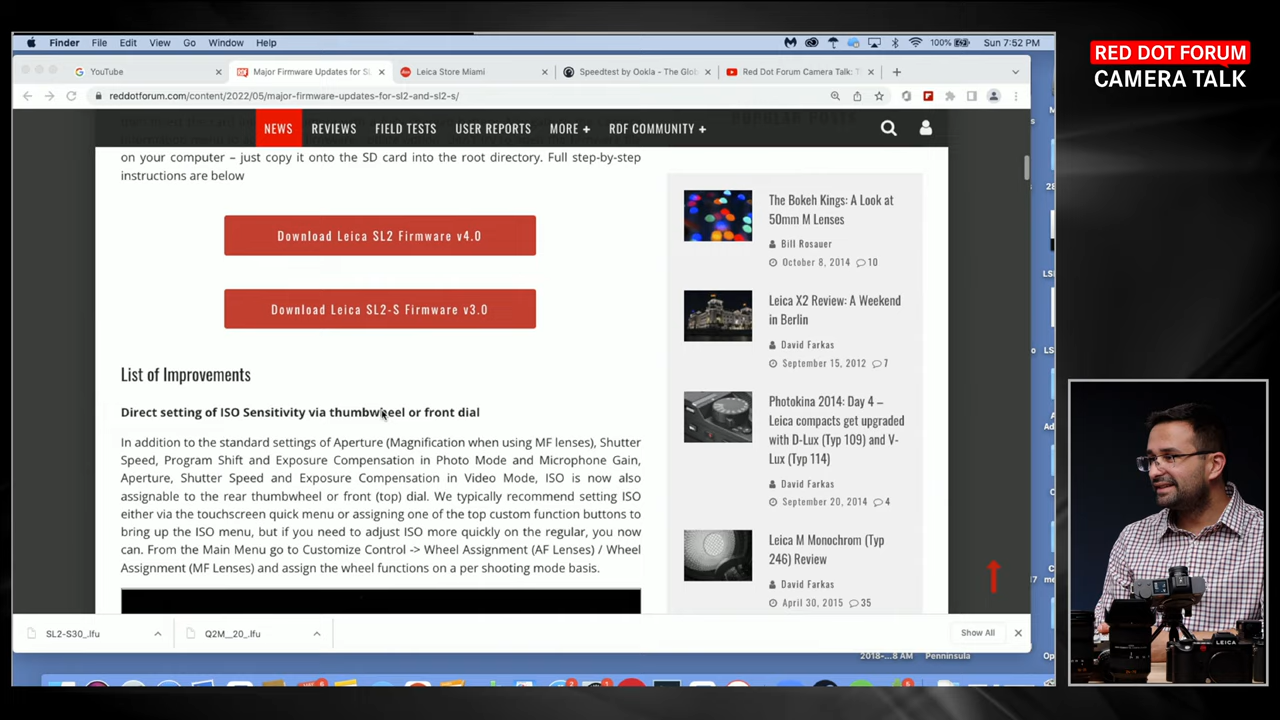 Finder File Edit View Go Window Help
100% Sun 7:52 PM
RED DOT FORUM
CAMERA TALK
YouTube
Major Firmware Updates for SL
Leica Store Miami
Speedtest by Ookla - The Glo
Red Dot Forum Camera Talk: T
reddotforum.com/content/2022/05/major-firmware-updates-for-sl2-and-sl2-s/
NEWS REVIEWS FIELD TESTS USER REPORTS MORE + RDF COMMUNITY +
on your computer – just copy it onto the SD card into the root directory. Full step-by-step
instructions are below
Download Leica SL2 Firmware v4.0
Download Leica SL2-S Firmware v3.0
List of Improvements
Direct setting of ISO Sensitivity via thumbwheel or front dial
In addition to the standard settings of Aperture (Magnification when using MF lenses), Shutter
Speed, Program Shift and Exposure Compensation in Photo Mode and Microphone Gain,
Aperture, Shutter Speed and Exposure Compensation in Video Mode, ISO is now also
assignable to the rear thumbwheel or front (top) dial. We typically recommend setting ISO
either via the touchscreen quick menu or assigning one of the top custom function buttons to
bring up the ISO menu, but if you need to adjust ISO more quickly on the regular, you now
can. From the Main Menu go to Customize Control -> Wheel Assignment (AF Lenses) / Wheel
Assignment (MF Lenses) and assign the wheel functions on a per shooting mode basis.
POPULAR POSTS
The Bokeh Kings: A Look at
50mm M Lenses
Bill Rosauer
October 8, 2014 10
Leica X2 Review: A Weekend
in Berlin
David Farkas
September 15, 2012 7
Photokina 2014: Day 4 –
Leica compacts get upgraded
with D-Lux (Typ 109) and V-
Lux (Typ 114)
David Farkas
September 20, 2014 4
Leica M Monochrom (Typ
246) Review
David Farkas
April 30, 2015 35
SL2-S30_.lfu
Q2M__20_.lfu
Show All
2018-...8 AM Penninsula
LEICA